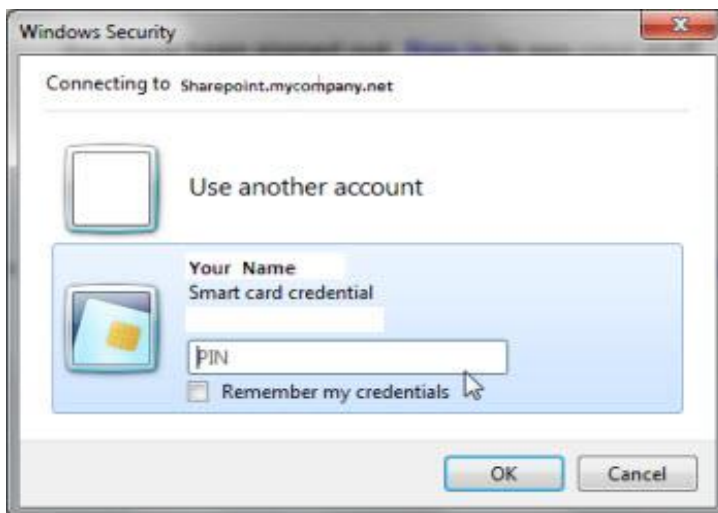 Windows Security
Connecting to Sharepoint.mycompany.net
Use another account
Your Name
Smart card credential
PIN
Remember my credentials
OK
Cancel